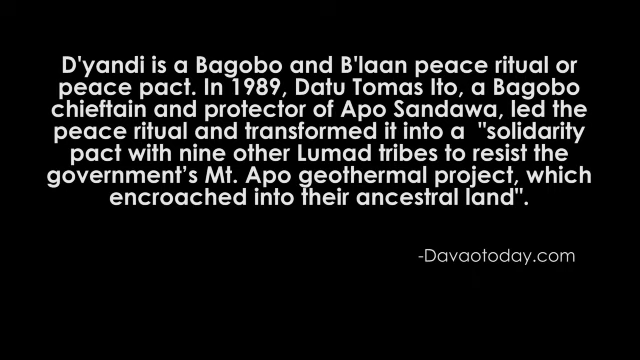 D'yandi is a Bagobo and B'laan peace ritual or
peace pact. In 1989, Datu Tomas Ito, a Bagobo
chieftain and protector of Apo Sandawa, led the
peace ritual and transformed it into a  "solidarity
pact with nine other Lumad tribes to resist the
government's Mt. Apo geothermal project, which
encroached into their ancestral land".
-Davaotoday.com